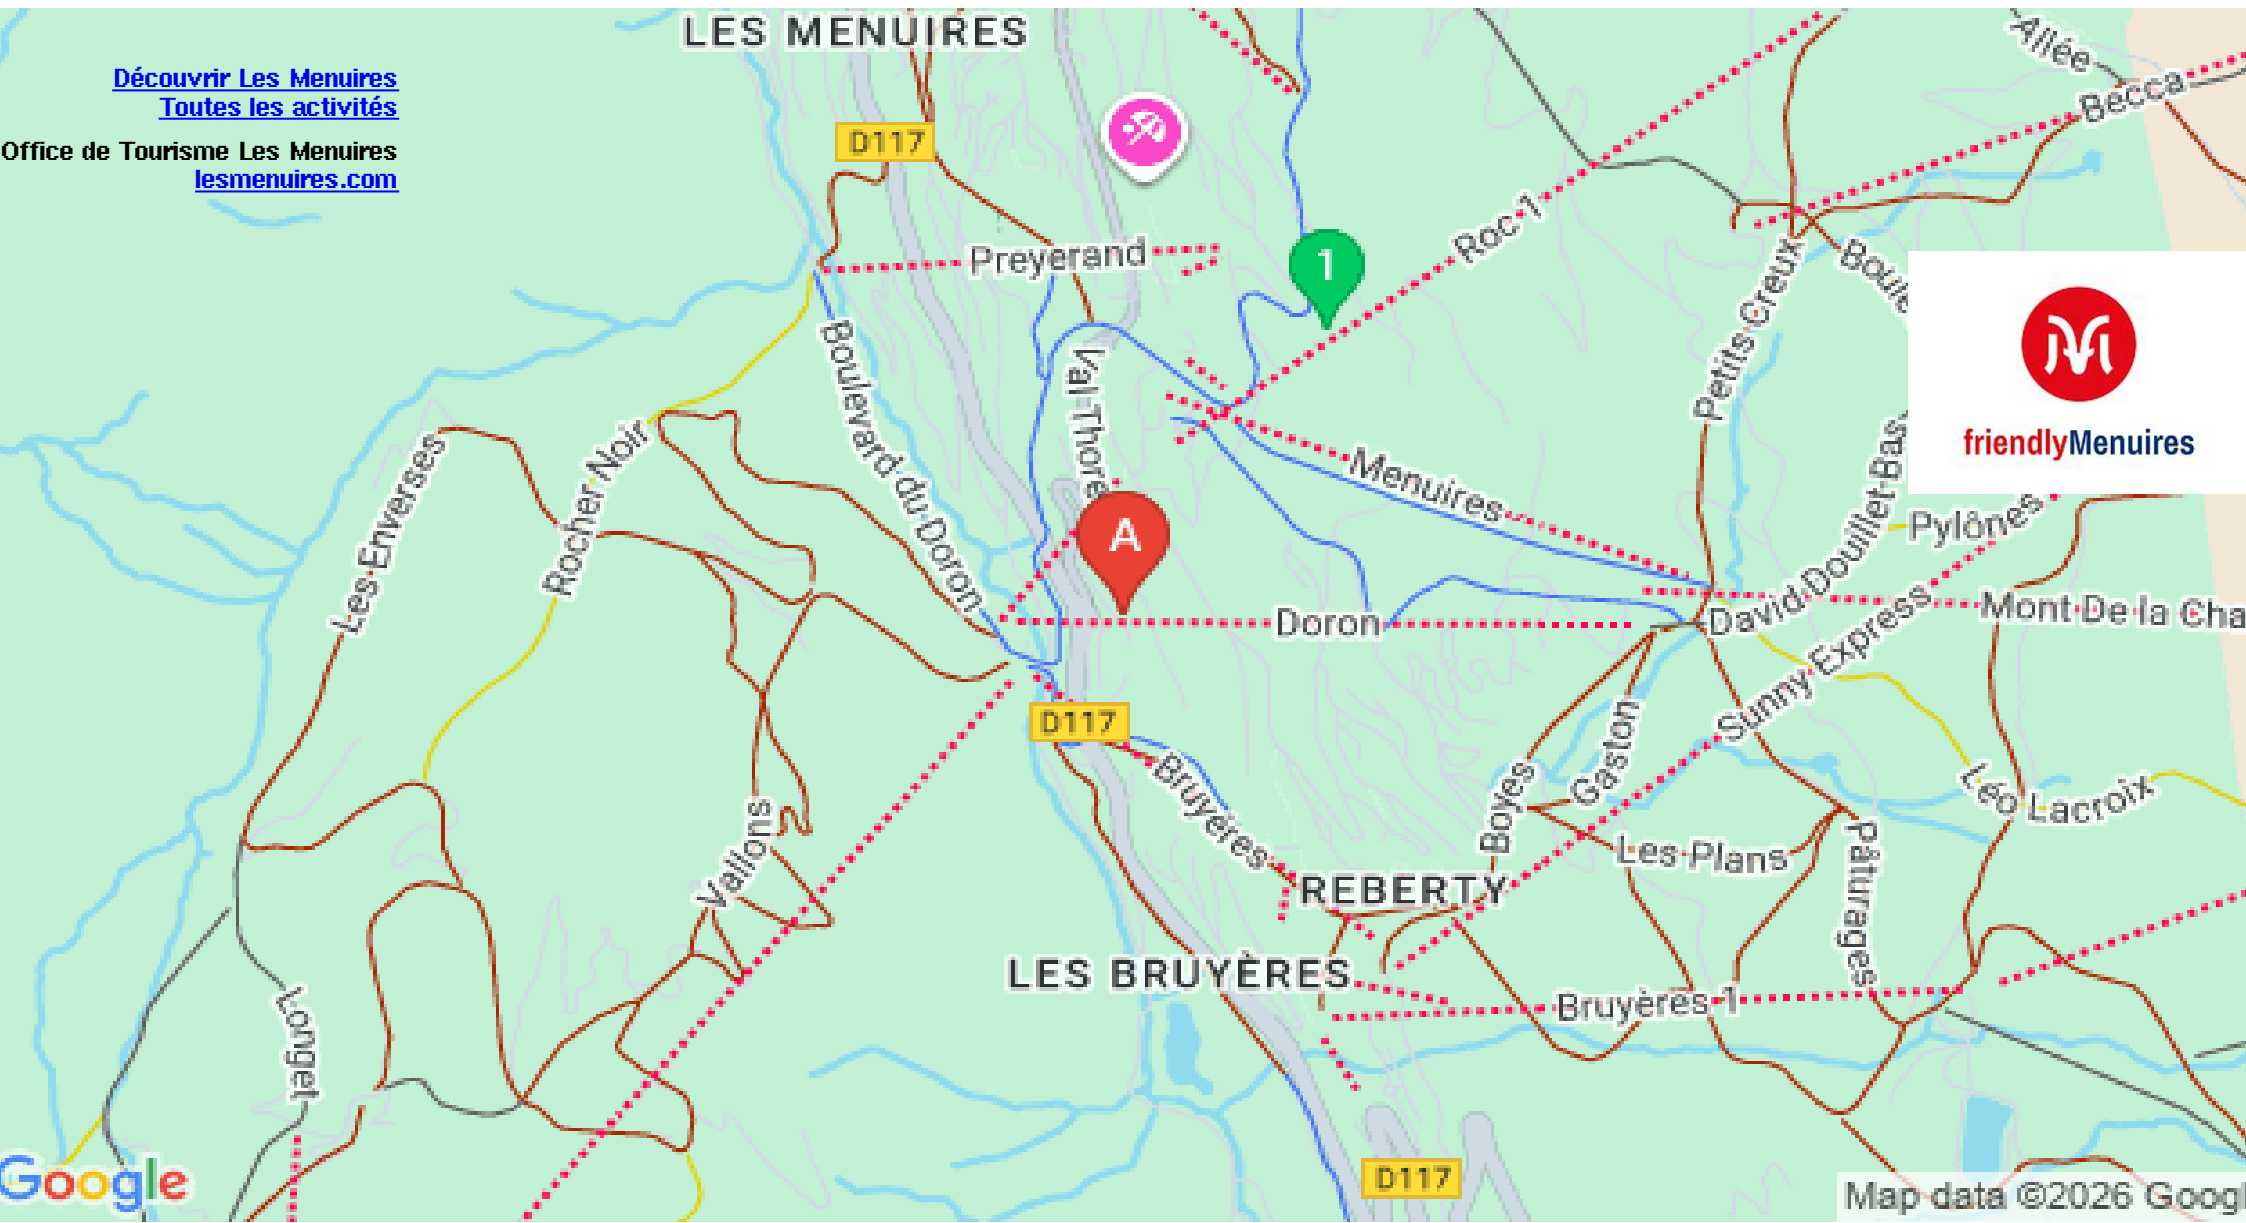 LES MENUIRES
Découvrir Les Menuires
Toutes les activités
Office de Tourisme Les Menuires
lesmenuires.com
D117
Allée
Becca
Preyerand
Roc 1
1
Petits Creux
Boulevard du Doron
Val Thore
friendlyMenuires
Les Enverses
Rocher Noir
Menuires
David Douillet Bas
Pylônes
A
Doron
Mont De la Cha
Sunny Express
D117
Bruyères
Gaston
Boyes
Léo Lacroix
Vallons
Les Plans
Pâturages
REBERTY
LES BRUYÈRES
Bruyères 1
Longet
D117
Google
Map data ©2026 Googl